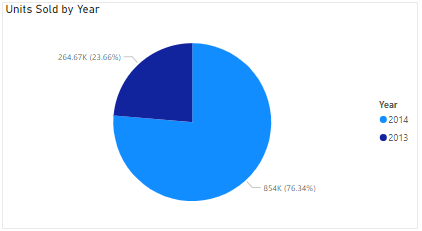 Units Sold by Year
264.67K (23.66%)
Year
2014
2013
854K (76.34%)